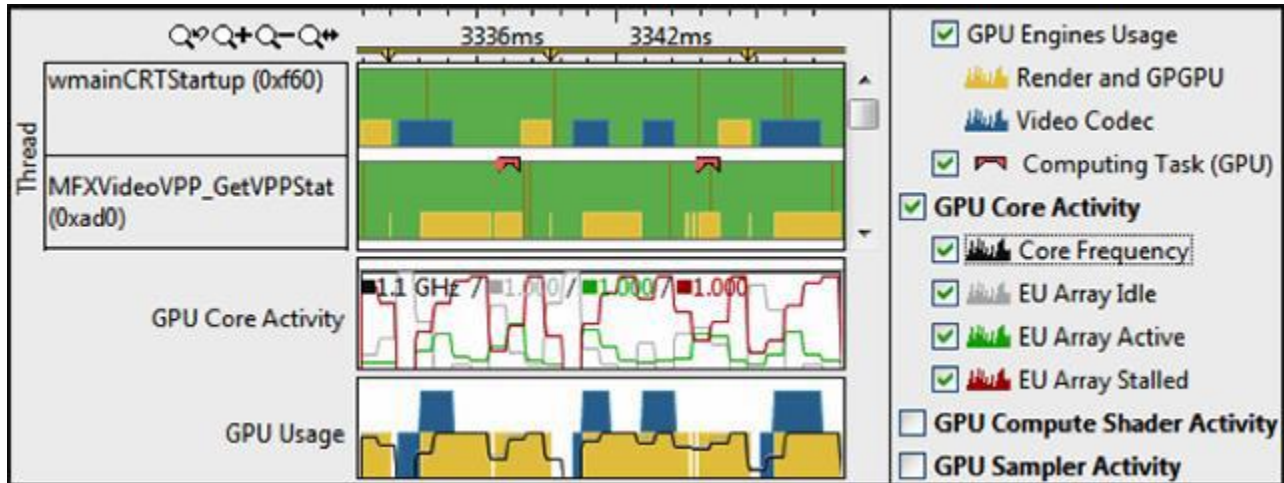 3336ms 3342ms
Thread
wmainCRTStartup (0xf60)
MFXVideoVPP_GetVPPStat
(0xad0)
GPU Core Activity
1.1 GHz / 1.000 / 1.000 / 1.000
GPU Usage
GPU Engines Usage
Render and GPGPU
Video Codec
Computing Task (GPU)
GPU Core Activity
Core Frequency
EU Array Idle
EU Array Active
EU Array Stalled
GPU Compute Shader Activity
GPU Sampler Activity